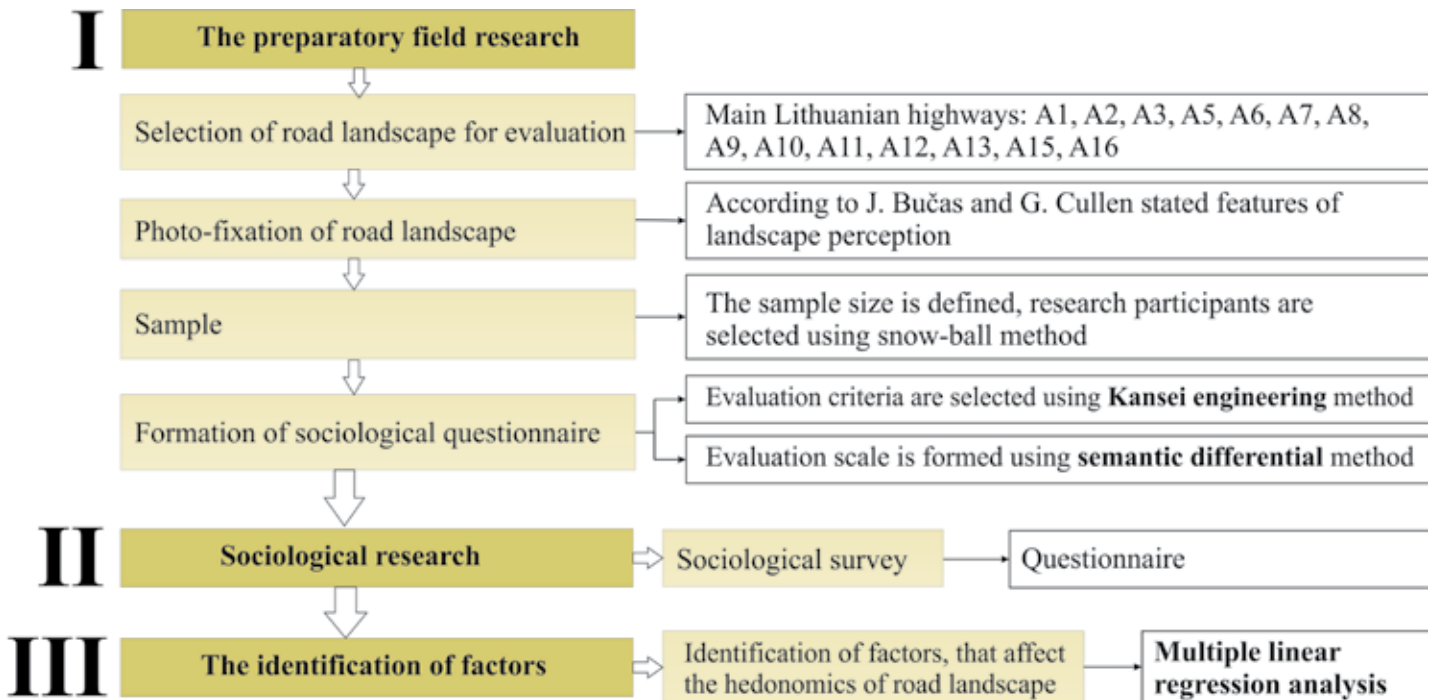 I
The preparatory field research
Selection of road landscape for evaluation
Main Lithuanian highways: A1, A2, A3, A5, A6, A7, A8,
A9, A10, A11, A12, A13, A15, A16
Photo-fixation of road landscape
According to J. Bučas and G. Cullen stated features of
landscape perception
Sample
The sample size is defined, research participants are
selected using snow-ball method
Formation of sociological questionnaire
Evaluation criteria are selected using Kansei engineering method
Evaluation scale is formed using semantic differential method
II
Sociological research
Sociological survey
Questionnaire
III
The identification of factors
Identification of factors, that affect
the hedonomics of road landscape
Multiple linear
regression analysis